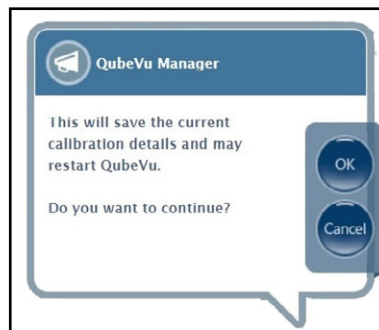 QubeVu Manager
This will save the current
calibration details and may
restart QubeVu.
Do you want to continue?
OK
Cancel